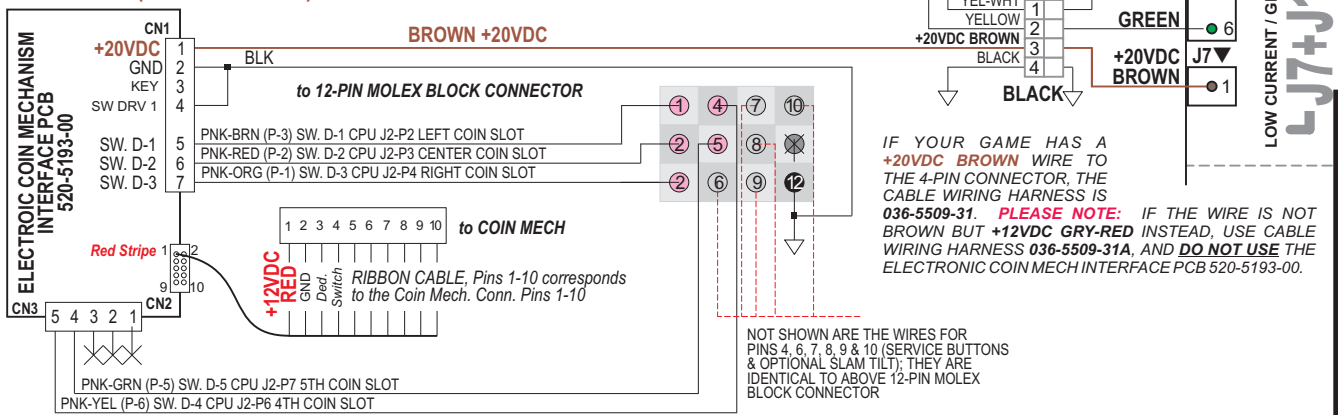 ELECTROIC COIN MECHANISM
INTERFACE PCB
520-5193-00
CN1
+20VDC 1
GND 2
KEY 3
SW DRV 1 4
SW. D-1 5
SW. D-2 6
SW. D-3 7
BROWN +20VDC
BLK
to 12-PIN MOLEX BLOCK CONNECTOR
PNK-BRN (P-3) SW. D-1 CPU J2-P2 LEFT COIN SLOT
PNK-RED (P-2) SW. D-2 CPU J2-P3 CENTER COIN SLOT
PNK-ORG (P-1) SW. D-3 CPU J2-P4 RIGHT COIN SLOT
1 4 7 10
2 5 8
2 6 9 12
YEL-WHT 1
YELLOW 2
+20VDC BROWN 3
BLACK 4
BLACK
GREEN
6
+20VDC
BROWN
J7▼
1
LOW CURRENT / G
J7+J
IF YOUR GAME HAS A
+20VDC BROWN WIRE TO
THE 4-PIN CONNECTOR, THE
CABLE WIRING HARNESS IS
036-5509-31. PLEASE NOTE: IF THE WIRE IS NOT
BROWN BUT +12VDC GRY-RED INSTEAD, USE CABLE
WIRING HARNESS 036-5509-31A, AND DO NOT USE THE
ELECTRONIC COIN MECH INTERFACE PCB 520-5193-00.
Red Stripe 1 2
9 10
CN2
1 2 3 4 5 6 7 8 9 10
to COIN MECH
+12VDC
RED
GND
Ded.
Switch
RIBBON CABLE, Pins 1-10 corresponds
to the Coin Mech. Conn. Pins 1-10
CN3
5 4 3 2 1
PNK-GRN (P-5) SW. D-5 CPU J2-P7 5TH COIN SLOT
PNK-YEL (P-6) SW. D-4 CPU J2-P6 4TH COIN SLOT
NOT SHOWN ARE THE WIRES FOR
PINS 4, 6, 7, 8, 9 & 10 (SERVICE BUTTONS
& OPTIONAL SLAM TILT); THEY ARE
IDENTICAL TO ABOVE 12-PIN MOLEX
BLOCK CONNECTOR